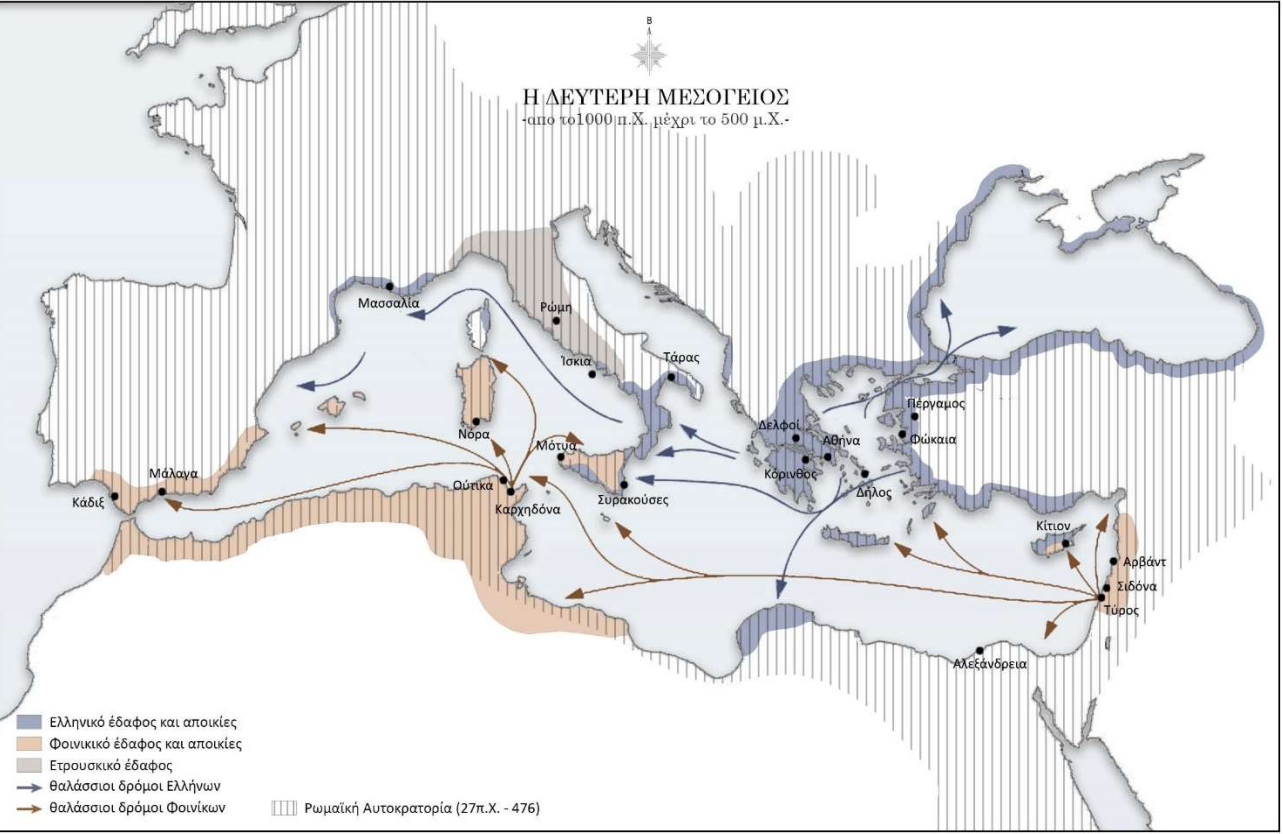 Β
Η ΔΕΥΤΕΡΗ ΜΕΣΟΓΕΙΟΣ
-απο το1000 π.Χ. μέχρι το 500 μ.Χ.-
Μασσαλία
Ρώμη
Ίσκια
Τάρας
Πέργαμος
Δελφοί
Αθήνα
Φώκαια
Νόρα
Μότυα
Κόρινθος
Μάλαγα
Κάδιξ
Ούτικα
Καρχηδόνα
Συρακούσες
Δήλος
Κίτιον
Αρβάντ
Σιδόνα
Τύρος
Αλεξάνδρεια
Ελληνικό έδαφος και αποικίες
Φοινικικό έδαφος και αποικίες
Ετρουσκικό έδαφος
θαλάσσιοι δρόμοι Ελλήνων
θαλάσσιοι δρόμοι Φοινίκων
Ρωμαϊκή Αυτοκρατορία (27π.Χ. - 476)